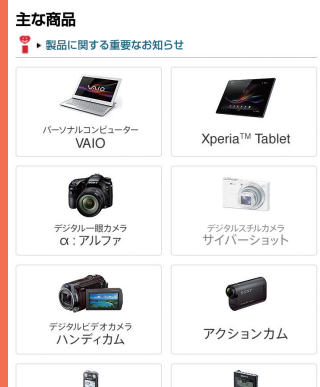 主な商品
製品に関する重要なお知らせ
パーソナルコンピューター
VAIO
Xperia™ Tablet
デジタル一眼カメラ
α : アルファ
デジタルスチルカメラ
サイバーショット
デジタルビデオカメラ
ハンディカム
アクションカム